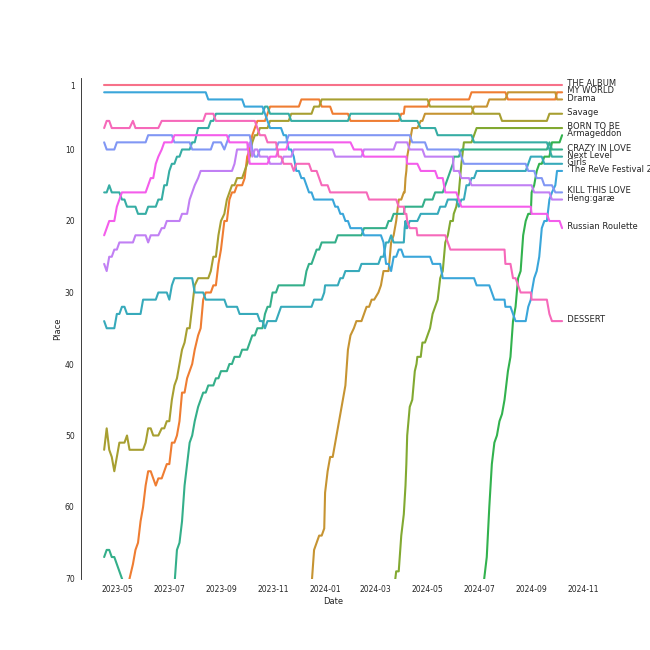 THE ALBUM
MY WORLD
Drama
Savage
BORN TO BE
Armageddon
CRAZY IN LOVE
Next Level
Girls
'The ReVe Festival 2
KILL THIS LOVE
Heng:garæ
Russian Roulette
DESSERT
1
10
20
30
40
50
60
70
Place
2023-05 2023-07 2023-09 2023-11 2024-01 2024-03 2024-05 2024-07 2024-09 2024-11
Date